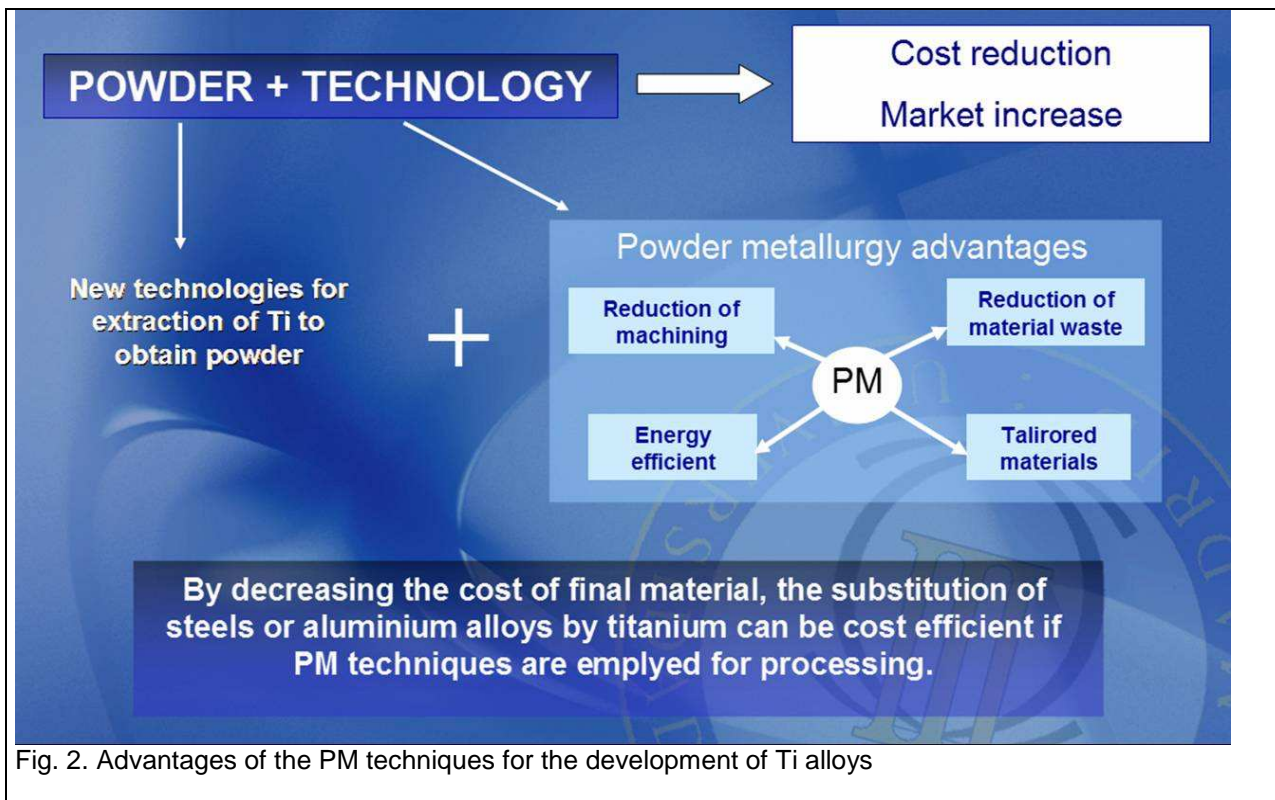 POWDER + TECHNOLOGY
Cost reduction
Market increase
New technologies for
extraction of Ti to
obtain powder
+
Powder metallurgy advantages
Reduction of
machining
Reduction of
material waste
PM
Energy
efficient
Talirored
materials
By decreasing the cost of final material, the substitution of
steels or aluminium alloys by titanium can be cost efficient if
PM techniques are emplyed for processing.
Fig. 2. Advantages of the PM techniques for the development of Ti alloys